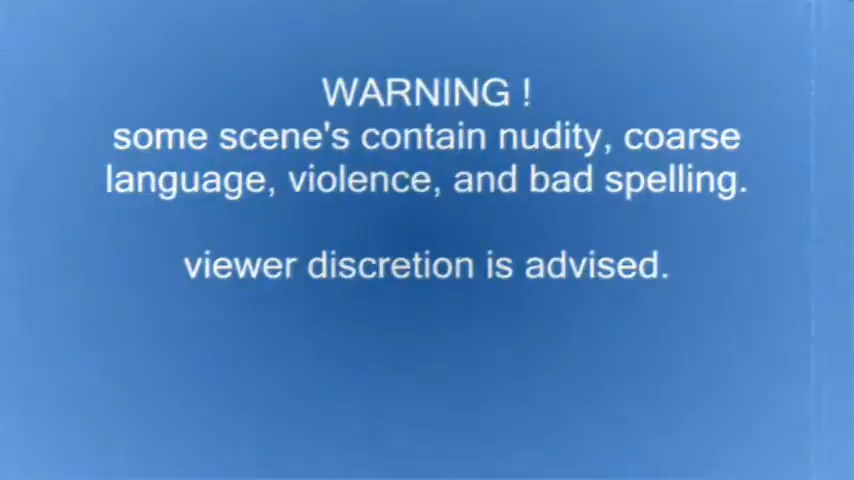 WARNING !
some scene's contain nudity, coarse
language, violence, and bad spelling.
viewer discretion is advised.